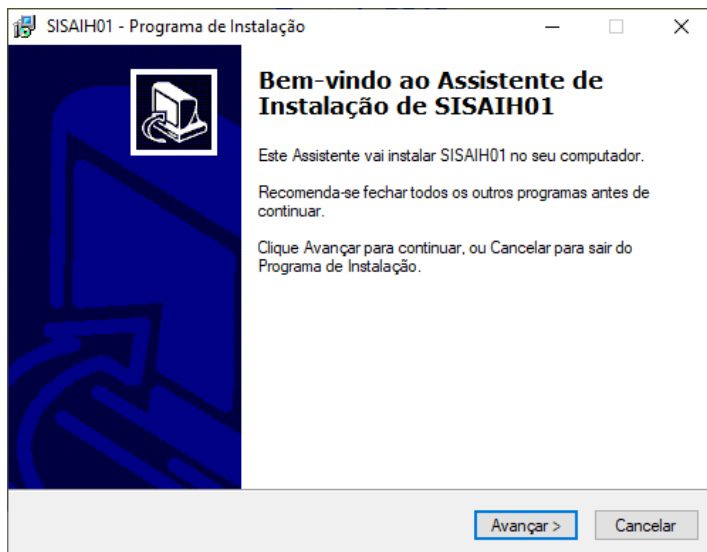 SISAIH01 - Programa de Instalação
Bem-vindo ao Assistente de
Instalação de SISAIH01
Este Assistente vai instalar SISAIH01 no seu computador.
Recomenda-se fechar todos os outros programas antes de
continuar.
Clique Avançar para continuar, ou Cancelar para sair do
Programa de Instalação.
Avançar >
Cancelar